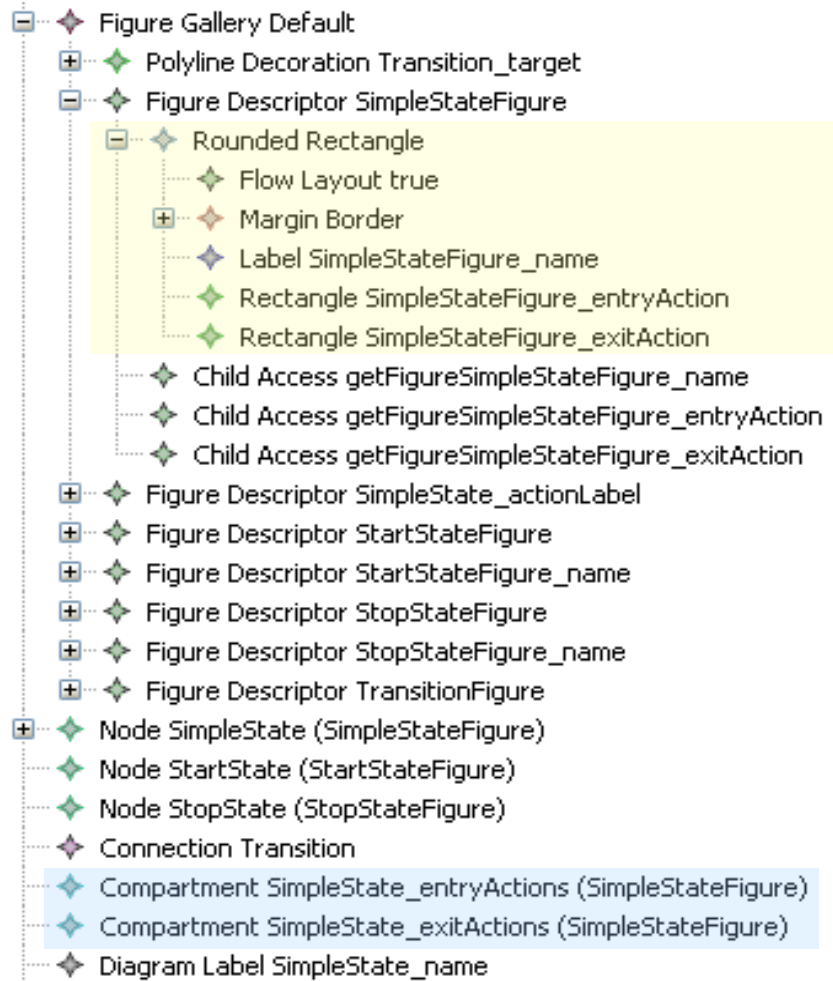 Figure Gallery Default
Polyline Decoration Transition_target
Figure Descriptor SimpleStateFigure
Rounded Rectangle
Flow Layout true
Margin Border
Label SimpleStateFigure_name
Rectangle SimpleStateFigure_entryAction
Rectangle SimpleStateFigure_exitAction
Child Access getFigureSimpleStateFigure_name
Child Access getFigureSimpleStateFigure_entryAction
Child Access getFigureSimpleStateFigure_exitAction
Figure Descriptor SimpleState_actionLabel
Figure Descriptor StartStateFigure
Figure Descriptor StartStateFigure_name
Figure Descriptor StopStateFigure
Figure Descriptor StopStateFigure_name
Figure Descriptor TransitionFigure
Node SimpleState (SimpleStateFigure)
Node StartState (StartStateFigure)
Node StopState (StopStateFigure)
Connection Transition
Compartment SimpleState_entryActions (SimpleStateFigure)
Compartment SimpleState_exitActions (SimpleStateFigure)
Diagram Label SimpleState_name